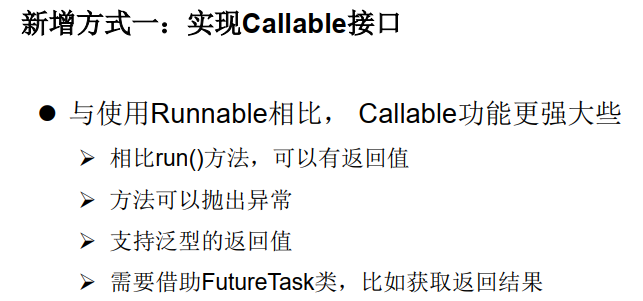 新增方式一：实现Callable接口
● 与使用Runnable相比， Callable功能更强大些
➢ 相比run()方法，可以有返回值
➢ 方法可以抛出异常
➢ 支持泛型的返回值
➢ 需要借助FutureTask类，比如获取返回结果